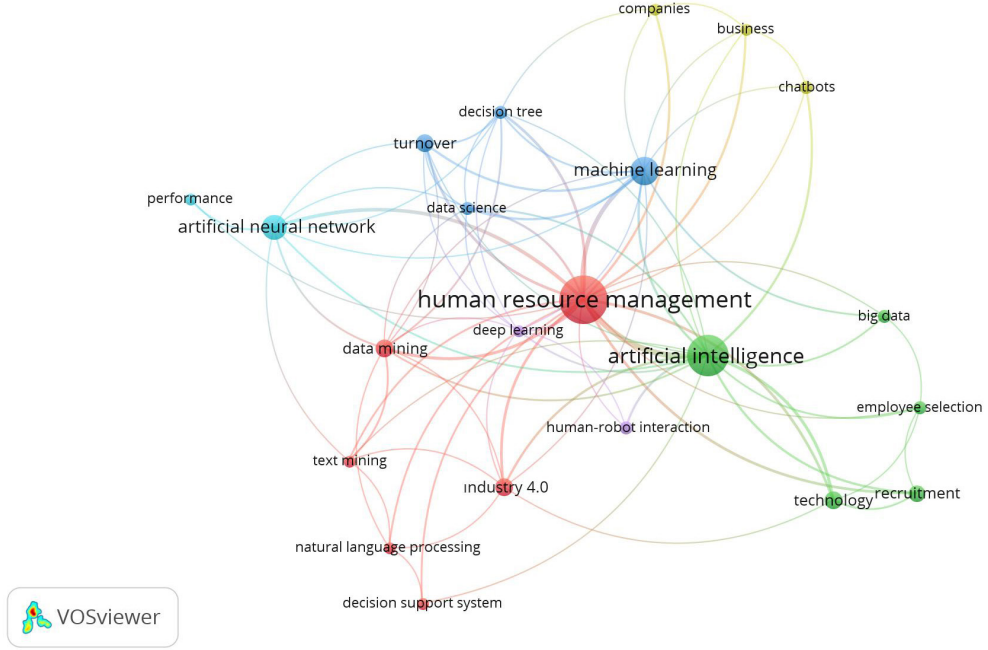 companies
business
chatbots
decision tree
turnover
machine learning
performance
data science
artificial neural network
human resource management
big data
deep learning
data mining
artificial intelligence
employee selection
human-robot interaction
text mining
industry 4.0
recruitment
technology
natural language processing
decision support system
VOSviewer